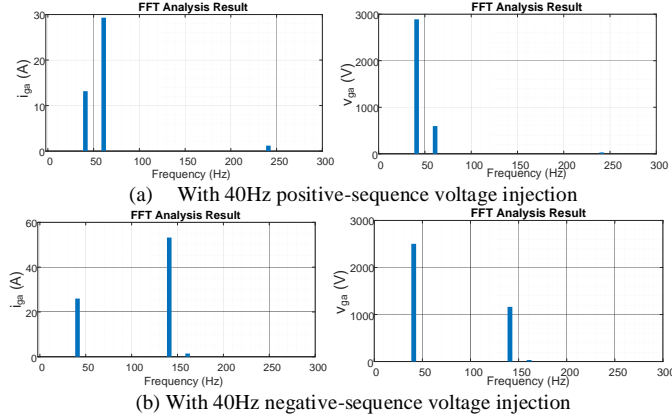 FFT Analysis Result
30
20
10
0
i_ga (A)
0 50 100 150 200 250 300
Frequency (Hz)
FFT Analysis Result
3000
2000
1000
0
v_ga (V)
0 50 100 150 200 250 300
Frequency (Hz)
(a) With 40Hz positive-sequence voltage injection
FFT Analysis Result
60
40
20
0
i_ga (A)
0 50 100 150 200 250 300
Frequency (Hz)
FFT Analysis Result
3000
2000
1000
0
v_ga (V)
0 50 100 150 200 250 300
Frequency (Hz)
(b) With 40Hz negative-sequence voltage injection